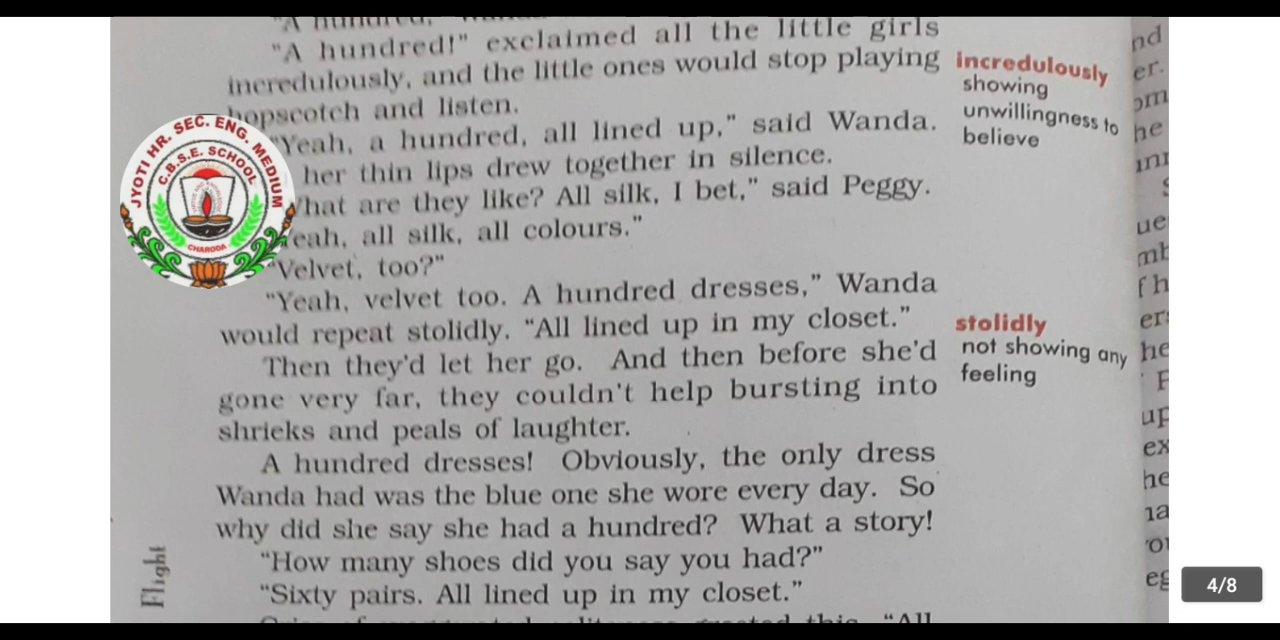 "A hundred,
"A hundred!" exclaimed all the little girls
incredulously, and the little ones would stop playing
hopscotch and listen.
"Yeah, a hundred, all lined up," said Wanda.
her thin lips drew together in silence.
What are they like? All silk, I bet," said Peggy.
Yeah, all silk, all colours."
"Velvet, too?"
"Yeah, velvet too. A hundred dresses," Wanda
would repeat stolidly. "All lined up in my closet."
Then they'd let her go. And then before she'd
gone very far, they couldn't help bursting into
shrieks and peals of laughter.
A hundred dresses! Obviously, the only dress
Wanda had was the blue one she wore every day. So
why did she say she had a hundred? What a story!
"How many shoes did you say you had?"
"Sixty pairs. All lined up in my closet."
"All
incredulously
showing
unwillingness to
believe
stolidly
not showing any
feeling
Flight
JYOTI HR. SEC. ENG. MEDIUM
C.B.S.E. SCHOOL
CHARODA
4/8